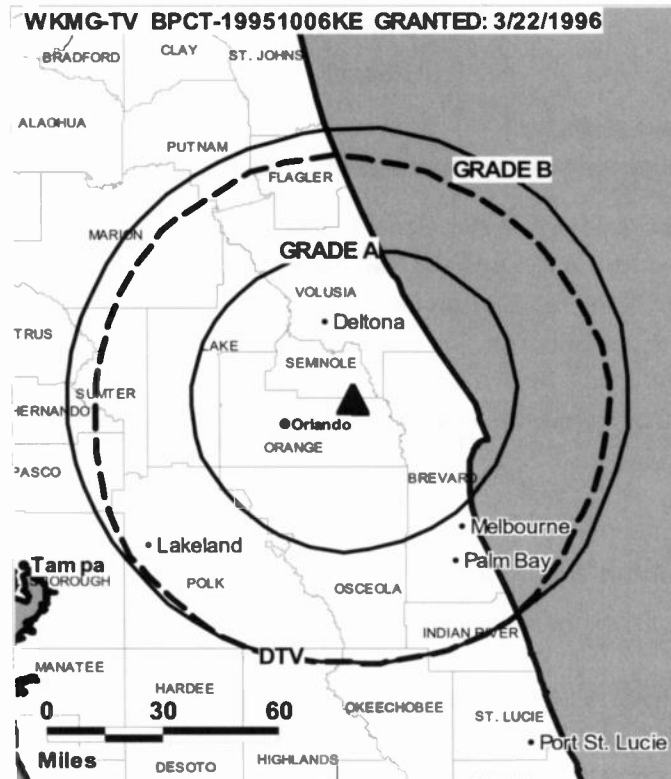 WKMG-TV BPCT-19951006KE GRANTED: 3/22/1996
BRADFORD
CLAY
ST. JOHNS
ALACHUA
PUTNAM
FLAGLER
GRADE B
MARION
GRADE A
VOLUSIA
Deltona
TRUS
LAKE
SEMINOLE
SUMTER
HERNANDO
Orlando
ORANGE
PASCO
BREVARD
Melbourne
Lakeland
Palm Bay
Tampa
SBOROUGH
POLK
OSCEOLA
INDIAN RIVER
DTV
MANATEE
HARDEE
OKEECHOBEE
ST. LUCIE
0 30 60
Port St. Lucie
Miles
HIGHLANDS
DESOTO